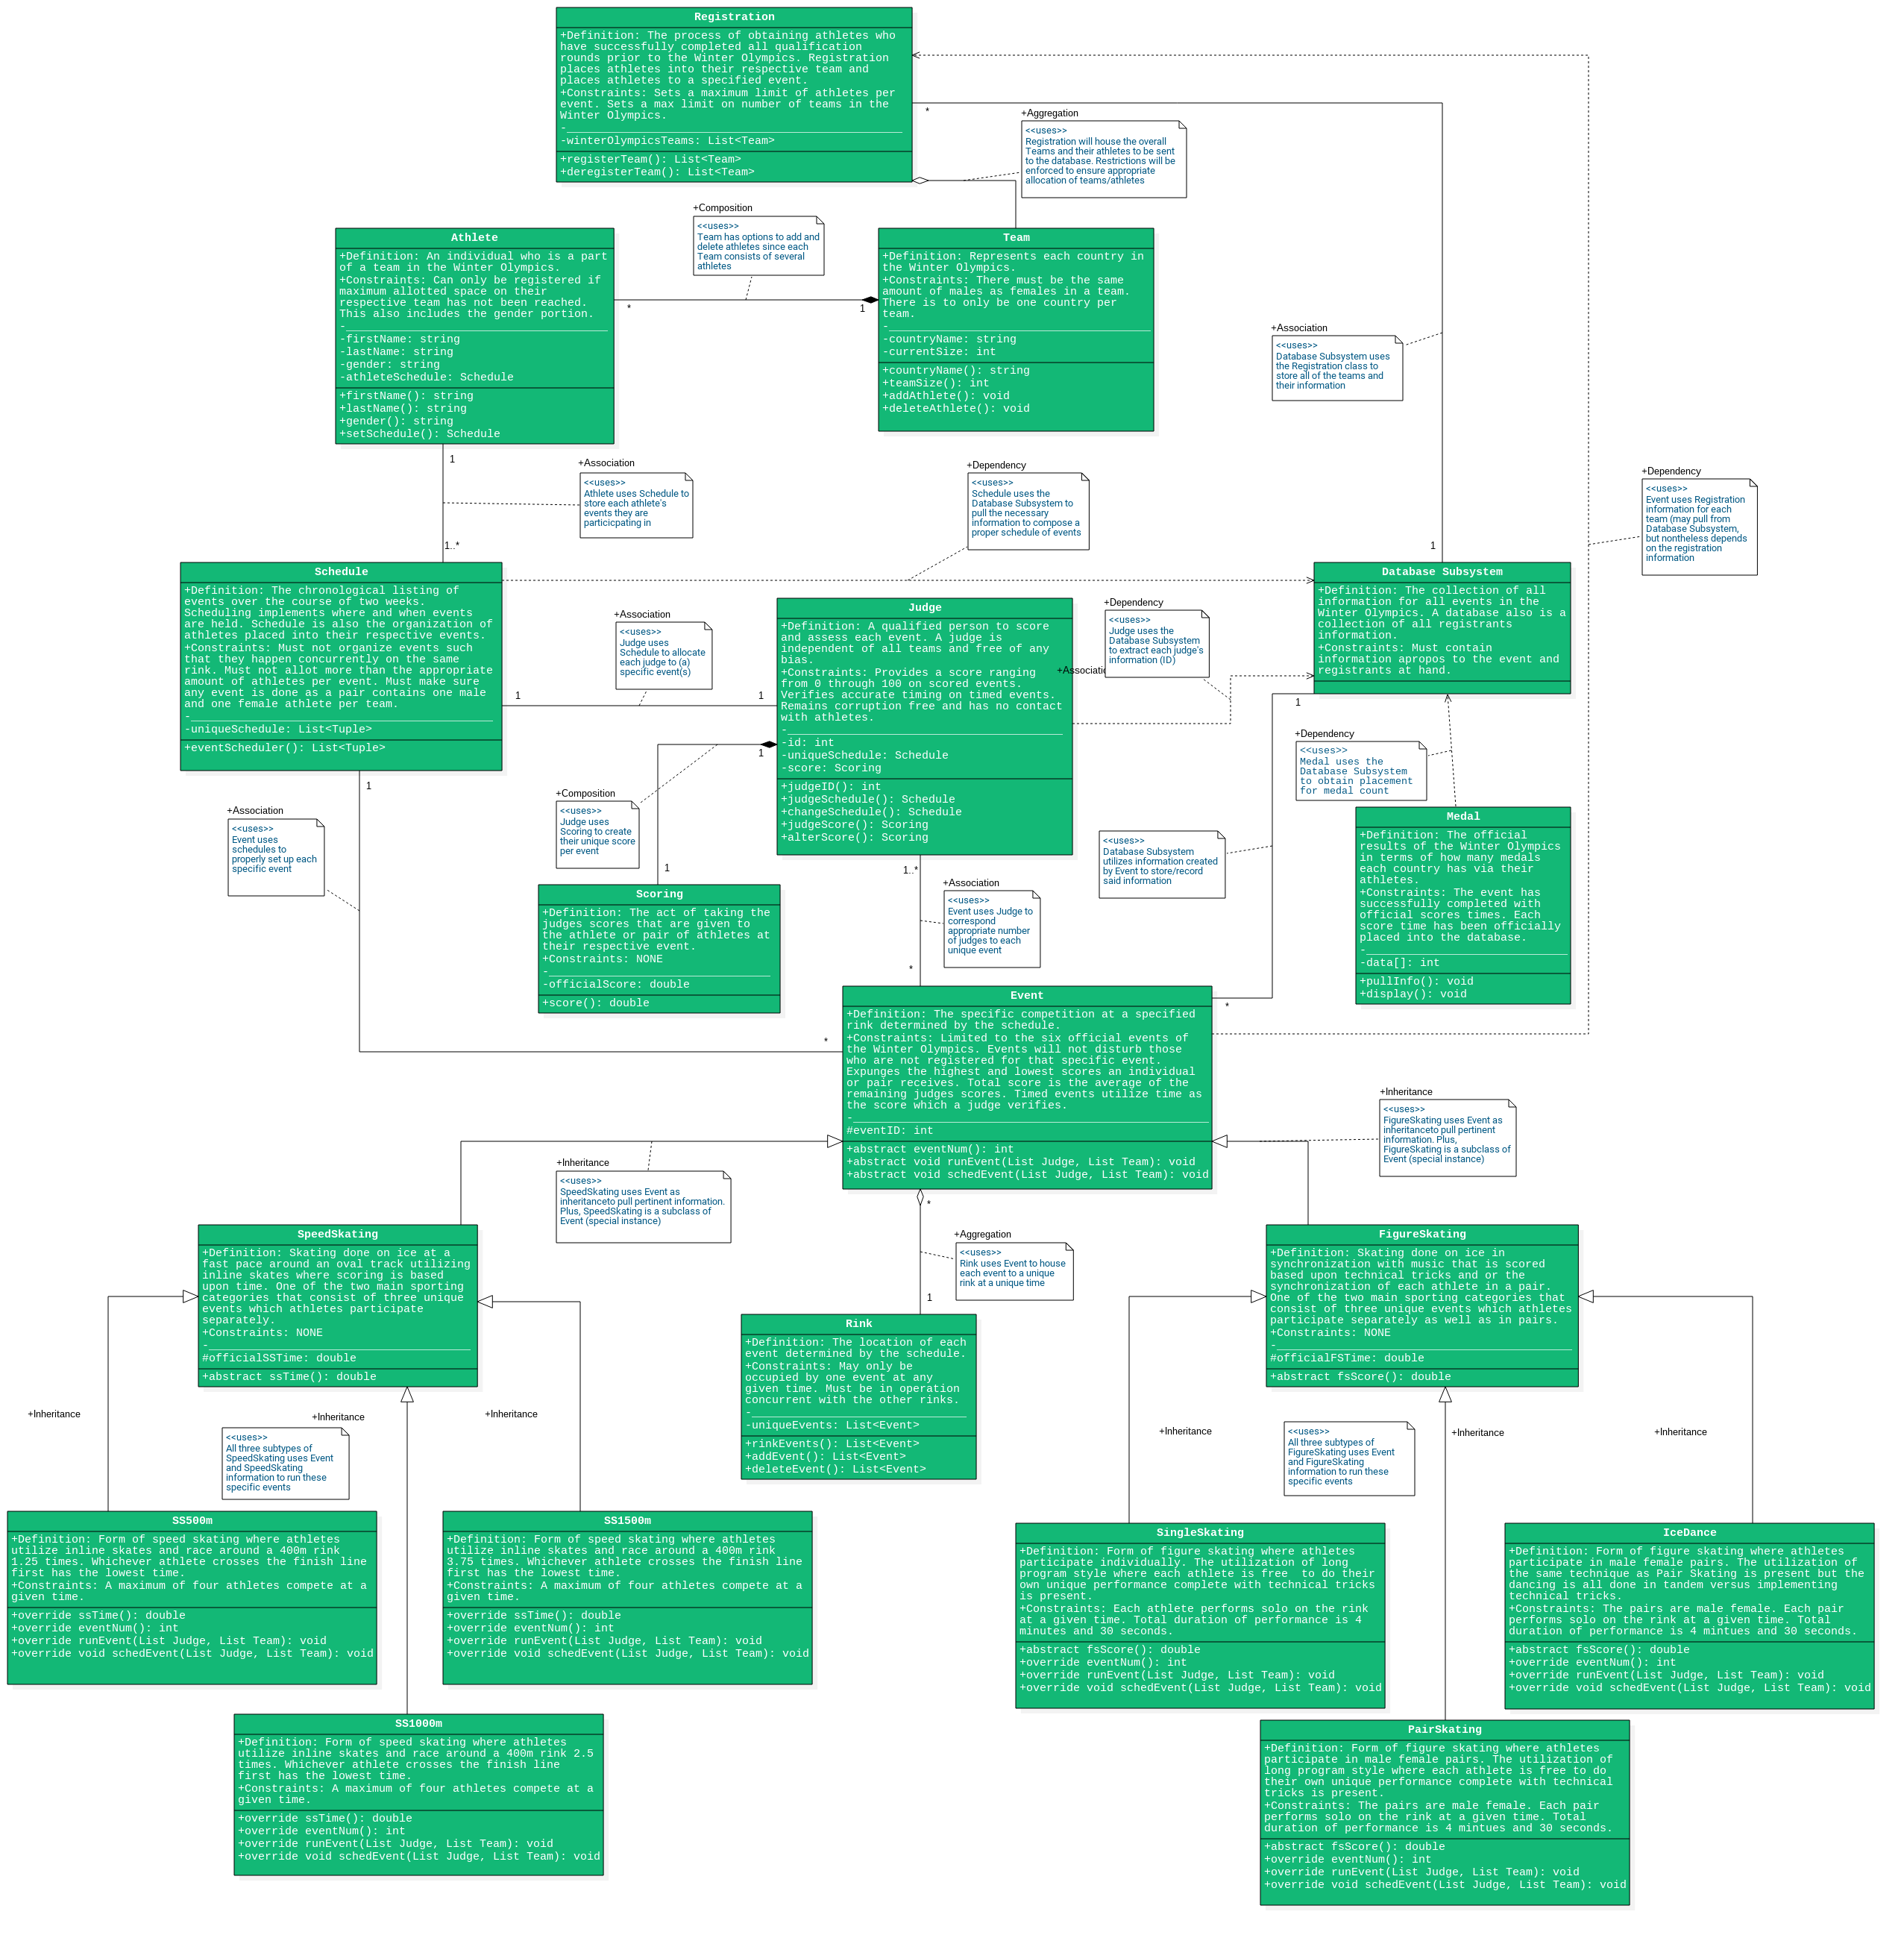 Registration
+Definition: The process of obtaining athletes who
have successfully completed all qualification
rounds prior to the Winter Olympics. Registration
places athletes into their respective team and
places athletes to a specified event.
+Constraints: Sets a maximum limit of athletes per
event. Sets a max limit on number of teams in the
Winter Olympics.
-__________________________________________________
-winterOlympicsTeams: List<Team>
+registerTeam(): List<Team>
+deregisterTeam(): List<Team>
*
+Aggregation
<<uses>>
Registration will house the overall
Teams and their athletes to be sent
to the database. Restrictions will be
enforced to ensure appropriate
allocation of teams/athletes
+Composition
<<uses>>
Team has options to add and
delete athletes since each
Team consists of several
athletes
*
1
Athlete
+Definition: An individual who is a part
of a team in the Winter Olympics.
+Constraints: Can only be registered if
maximum allotted space on their
respective team has not been reached.
This also includes the gender portion.
-_______________________________________
-firstName: string
-lastName: string
-gender: string
-athleteSchedule: Schedule
+firstName(): string
+lastName(): string
+gender(): string
+setSchedule(): Schedule
Team
+Definition: Represents each country in
the Winter Olympics.
+Constraints: There must be the same
amount of males as females in a team.
There is to only be one country per
team.
-_______________________________________
-countryName: string
-currentSize: int
+countryName(): string
+teamSize(): int
+addAthlete(): void
+deleteAthlete(): void
+Association
<<uses>>
Database Subsystem uses
the Registration class to
store all of the teams and
their information
1
1
+Association
<<uses>>
Athlete uses Schedule to
store each athlete's
events they are
particicpating in
1..*
+Dependency
<<uses>>
Schedule uses the
Database Subsystem to
pull the necessary
information to compose a
proper schedule of events
+Dependency
<<uses>>
Event uses Registration
information for each
team (may pull from
Database Subsystem,
but nontheless depends
on the registration
information
Schedule
+Definition: The chronological listing of
events over the course of two weeks.
Scheduling implements where and when events
are held. Schedule is also the organization of
athletes placed into their respective events.
+Constraints: Must not organize events such
that they happen concurrently on the same
rink. Must not allot more than the appropriate
amount of athletes per event. Must make sure
any event is done as a pair contains one male
and one female athlete per team.
-_____________________________________________
-uniqueSchedule: List<Tuple>
+eventScheduler(): List<Tuple>
+Association
<<uses>>
Judge uses
Schedule to allocate
each judge to (a)
specific event(s)
1
1
Judge
+Definition: A qualified person to score
and assess each event. A judge is
independent of all teams and free of any
bias.
+Constraints: Provides a score ranging
from 0 through 100 on scored events.
Verifies accurate timing on timed events.
Remains corruption free and has no contact
with athletes.
-_________________________________________
-id: int
-uniqueSchedule: Schedule
-score: Scoring
+judgeID(): int
+judgeSchedule(): Schedule
+changeSchedule(): Schedule
+judgeScore(): Scoring
+alterScore(): Scoring
+Dependency
<<uses>>
Judge uses the
Database Subsystem
to extract each judge's
information (ID)
+Association
Database Subsystem
+Definition: The collection of all
information for all events in the
Winter Olympics. A database also is a
collection of all registrants
information.
+Constraints: Must contain
information apropos to the event and
registrants at hand.
1
+Dependency
<<uses>>
Medal uses the
Database Subsystem
to obtain placement
for medal count
1
+Composition
<<uses>>
Judge uses
Scoring to create
their unique score
per event
1
1
+Association
<<uses>>
Event uses
schedules to
properly set up each
specific event
<<uses>>
Database Subsystem
utilizes information created
by Event to store/record
said information
Medal
+Definition: The official
results of the Winter Olympics
in terms of how many medals
each country has via their
athletes.
+Constraints: The event has
successfully completed with
official scores times. Each
score time has been officially
placed into the database.
-______________________________
-data[]: int
+pullInfo(): void
+display(): void
Scoring
+Definition: The act of taking the
judges scores that are given to
the athlete or pair of athletes at
their respective event.
+Constraints: NONE
-_________________________________
-officialScore: double
+score(): double
1..*
+Association
<<uses>>
Event uses Judge to
correspond
appropriate number
of judges to each
unique event
*
*
*
Event
+Definition: The specific competition at a specified
rink determined by the schedule.
+Constraints: Limited to the six official events of
the Winter Olympics. Events will not disturb those
who are not registered for that specific event.
Expunges the highest and lowest scores an individual
or pair receives. Total score is the average of the
remaining judges scores. Timed events utilize time as
the score which a judge verifies.
-_____________________________________________________
#eventID: int
+abstract eventNum(): int
+abstract void runEvent(List Judge, List Team): void
+abstract void schedEvent(List Judge, List Team): void
+Inheritance
<<uses>>
SpeedSkating uses Event as
inheritanceto pull pertinent information.
Plus, SpeedSkating is a subclass of
Event (special instance)
+Inheritance
<<uses>>
FigureSkating uses Event as
inheritanceto pull pertinent
information. Plus,
FigureSkating is a subclass of
Event (special instance)
*
+Aggregation
<<uses>>
Rink uses Event to house
each event to a unique
rink at a unique time
1
SpeedSkating
+Definition: Skating done on ice at a
fast pace around an oval track utilizing
inline skates where scoring is based
upon time. One of the two main sporting
categories that consist of three unique
events which athletes participate
separately.
+Constraints: NONE
-_______________________________________
#officialSSTime: double
+abstract ssTime(): double
Rink
+Definition: The location of each
event determined by the schedule.
+Constraints: May only be
occupied by one event at any
given time. Must be in operation
concurrent with the other rinks.
-________________________________
-uniqueEvents: List<Event>
+rinkEvents(): List<Event>
+addEvent(): List<Event>
+deleteEvent(): List<Event>
FigureSkating
+Definition: Skating done on ice in
synchronization with music that is scored
based upon technical tricks and or the
synchronization of each athlete in a pair.
One of the two main sporting categories that
consist of three unique events which athletes
participate separately as well as in pairs.
+Constraints: NONE
-____________________________________________
#officialFSTime: double
+abstract fsScore(): double
+Inheritance
+Inheritance
+Inheritance
<<uses>>
All three subtypes of
SpeedSkating uses Event
and SpeedSkating
information to run these
specific events
+Inheritance
<<uses>>
All three subtypes of
FigureSkating uses Event
and FigureSkating
information to run these
specific events
+Inheritance
+Inheritance
SS500m
+Definition: Form of speed skating where athletes
utilize inline skates and race around a 400m rink
1.25 times. Whichever athlete crosses the finish line
first has the lowest time.
+Constraints: A maximum of four athletes compete at a
given time.
+override ssTime(): double
+override eventNum(): int
+override runEvent(List Judge, List Team): void
+override void schedEvent(List Judge, List Team): void
SS1500m
+Definition: Form of speed skating where athletes
utilize inline skates and race around a 400m rink
3.75 times. Whichever athlete crosses the finish line
first has the lowest time.
+Constraints: A maximum of four athletes compete at a
given time.
+override ssTime(): double
+override eventNum(): int
+override runEvent(List Judge, List Team): void
+override void schedEvent(List Judge, List Team): void
SingleSkating
+Definition: Form of figure skating where athletes
participate individually. The utilization of long
program style where each athlete is free  to do their
own unique performance complete with technical tricks
is present.
+Constraints: Each athlete performs solo on the rink
at a given time. Total duration of performance is 4
minutes and 30 seconds.
+abstract fsScore(): double
+override eventNum(): int
+override runEvent(List Judge, List Team): void
+override void schedEvent(List Judge, List Team): void
IceDance
+Definition: Form of figure skating where athletes
participate in male female pairs. The utilization of
the same technique as Pair Skating is present but the
dancing is all done in tandem versus implementing
technical tricks.
+Constraints: The pairs are male female. Each pair
performs solo on the rink at a given time. Total
duration of performance is 4 mintues and 30 seconds.
+abstract fsScore(): double
+override eventNum(): int
+override runEvent(List Judge, List Team): void
+override void schedEvent(List Judge, List Team): void
SS1000m
+Definition: Form of speed skating where athletes
utilize inline skates and race around a 400m rink 2.5
times. Whichever athlete crosses the finish line
first has the lowest time.
+Constraints: A maximum of four athletes compete at a
given time.
+override ssTime(): double
+override eventNum(): int
+override runEvent(List Judge, List Team): void
+override void schedEvent(List Judge, List Team): void
PairSkating
+Definition: Form of figure skating where athletes
participate in male female pairs. The utilization of
long program style where each athlete is free to do
their own unique performance complete with technical
tricks is present.
+Constraints: The pairs are male female. Each pair
performs solo on the rink at a given time. Total
duration of performance is 4 mintues and 30 seconds.
+abstract fsScore(): double
+override eventNum(): int
+override runEvent(List Judge, List Team): void
+override void schedEvent(List Judge, List Team): void